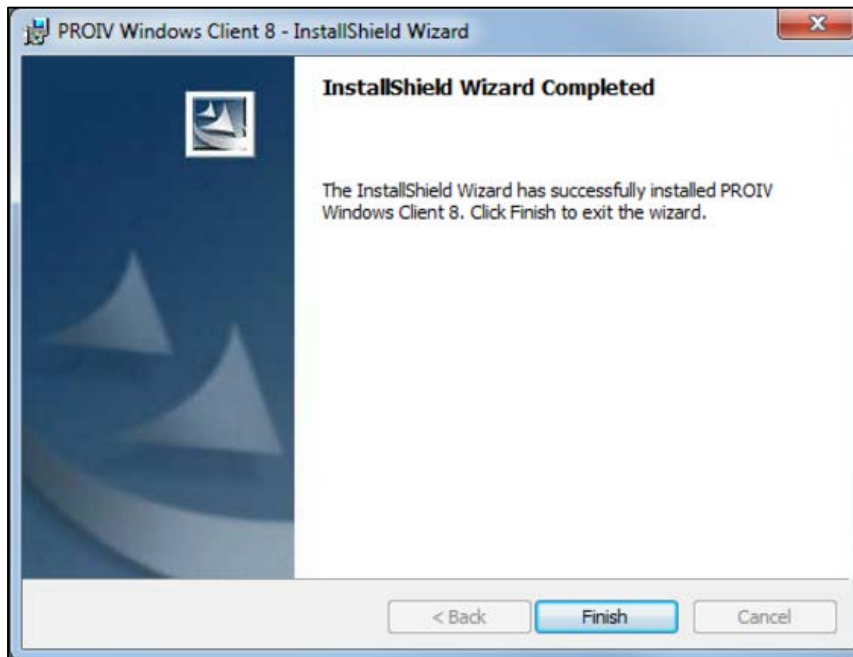 PROIV Windows Client 8 - InstallShield Wizard
InstallShield Wizard Completed
The InstallShield Wizard has successfully installed PROIV
Windows Client 8. Click Finish to exit the wizard.
< Back
Finish
Cancel